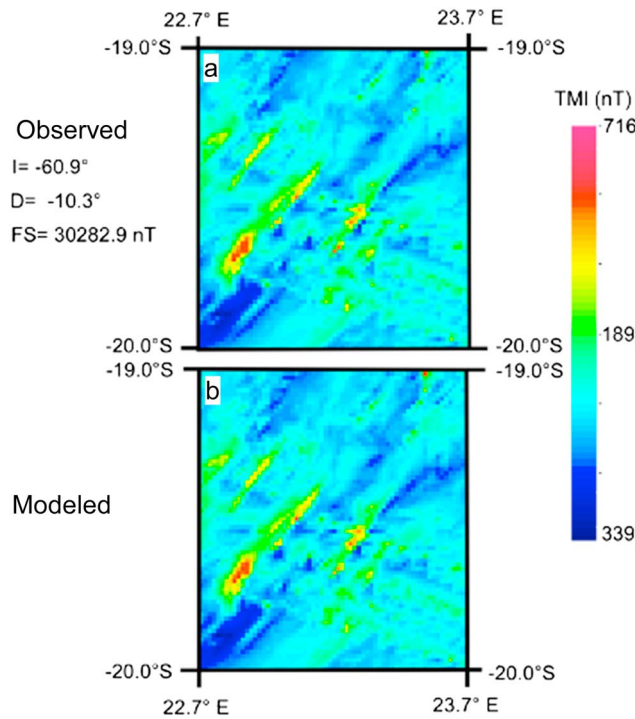 22.7° E
23.7° E
-19.0°S
-19.0°S
a
TMI (nT)
-716
Observed
I= -60.9°
D= -10.3°
FS= 30282.9 nT
-189
-20.0°S
-20.0°S
-19.0°S
-19.0°S
b
Modeled
339
-20.0°S
-20.0°S
22.7° E
23.7° E